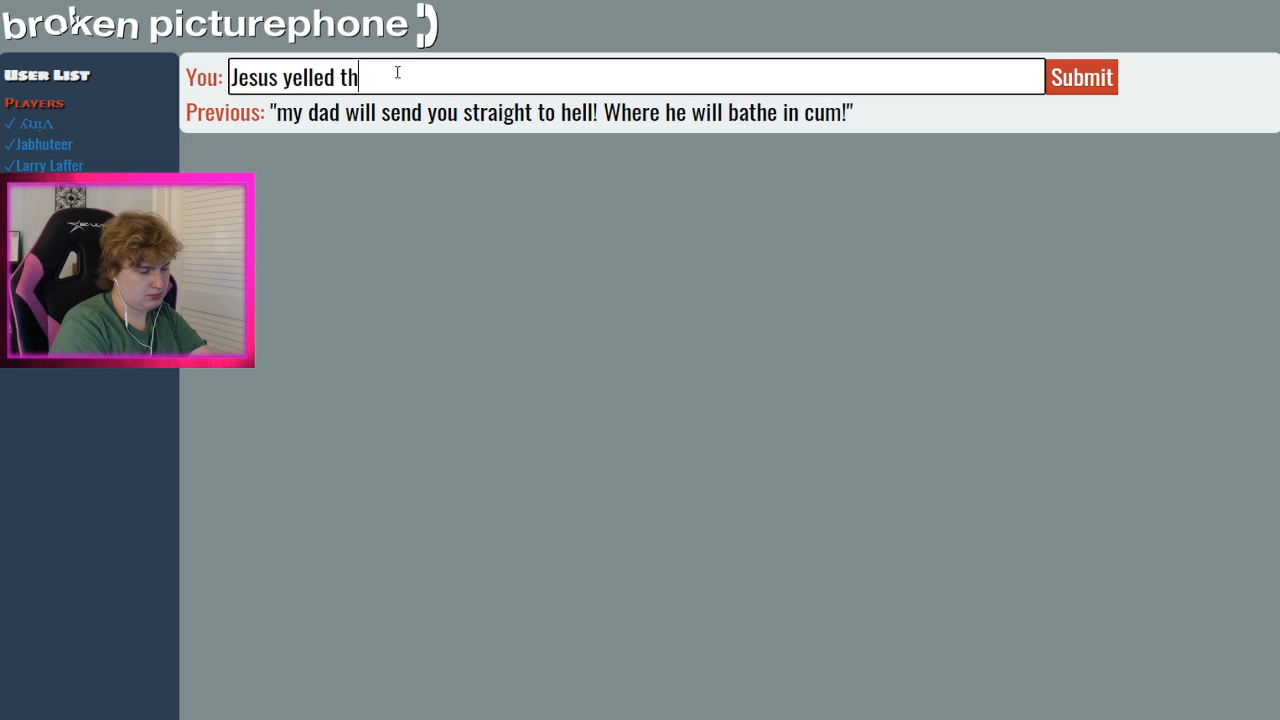 broken picturephone
USER LIST
PLAYERS
✓Jabhuteer
✓Larry Laffer
You: Jesus yelled th Submit
Previous: "my dad will send you straight to hell! Where he will bathe in cum!"